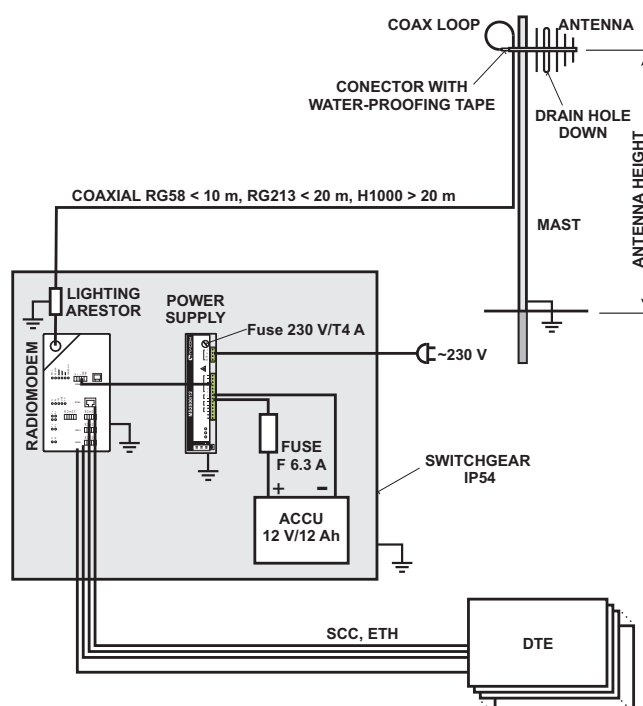 COAX LOOP
ANTENNA
CONECTOR WITH
WATER-PROOFING TAPE
DRAIN HOLE
DOWN
ANTENNA HEIGHT
COAXIAL RG58 < 10 m, RG213 < 20 m, H1000 > 20 m
MAST
LIGHTING
ARESTOR
POWER
SUPPLY
Fuse 230 V/T4 A
~230 V
RADIOMODEM
FUSE
F 6.3 A
SWITCHGEAR
IP54
+ –
ACCU
12 V/12 Ah
SCC, ETH
DTE